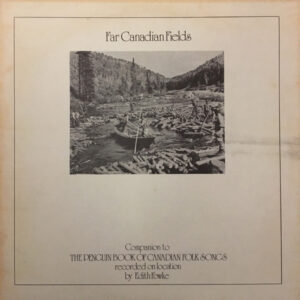 Far Canadian Fields
Companion to
THE PENGUIN BOOK OF CANADIAN FOLK SONGS
recorded on location
by Edith Fowke